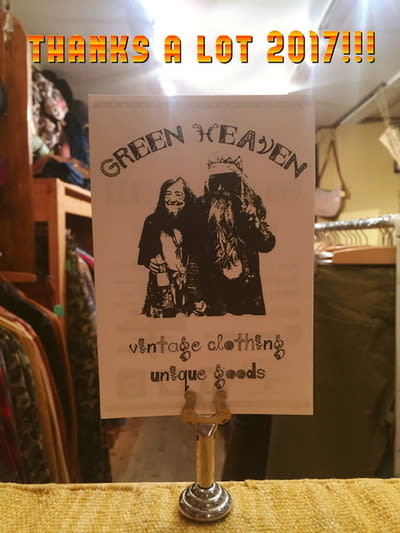 THANKS A LOT 2017!!!
GREEN HEAVEN
vintage clothing
unique goods